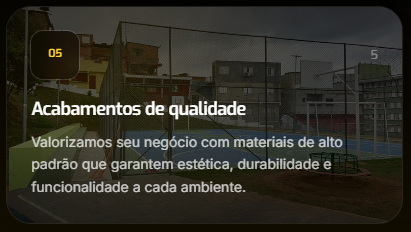 05
5
Acabamentos de qualidade
Valorizamos seu negócio com materiais de alto
padrão que garantem estética, durabilidade e
funcionalidade a cada ambiente.